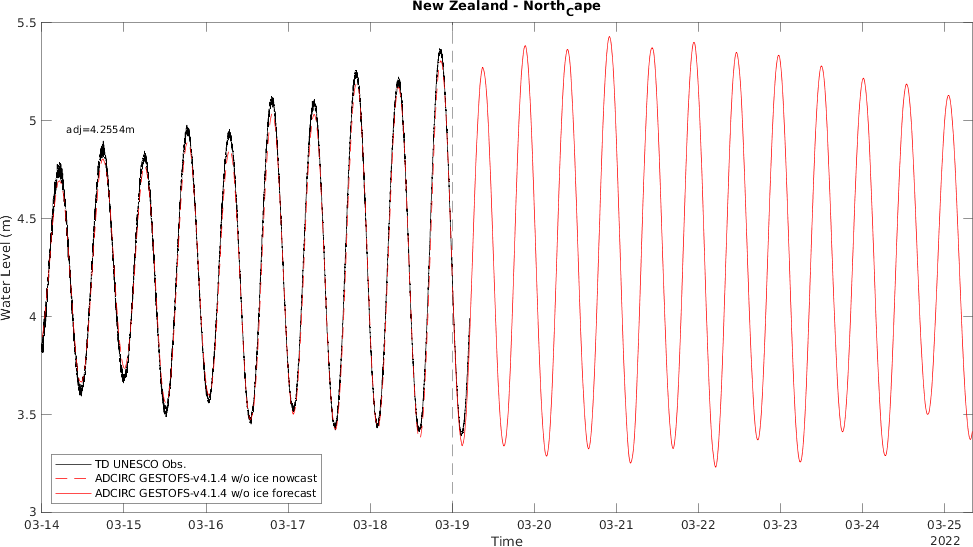 New Zealand - NorthCape
5.5
5
adj=4.2554m
4.5
Water Level (m)
4
3.5
TD UNESCO Obs.
ADCIRC GESTOFS-v4.1.4 w/o ice nowcast
ADCIRC GESTOFS-v4.1.4 w/o ice forecast
3
03-14 03-15 03-16 03-17 03-18 03-19 03-20 03-21 03-22 03-23 03-24 03-25
Time 2022